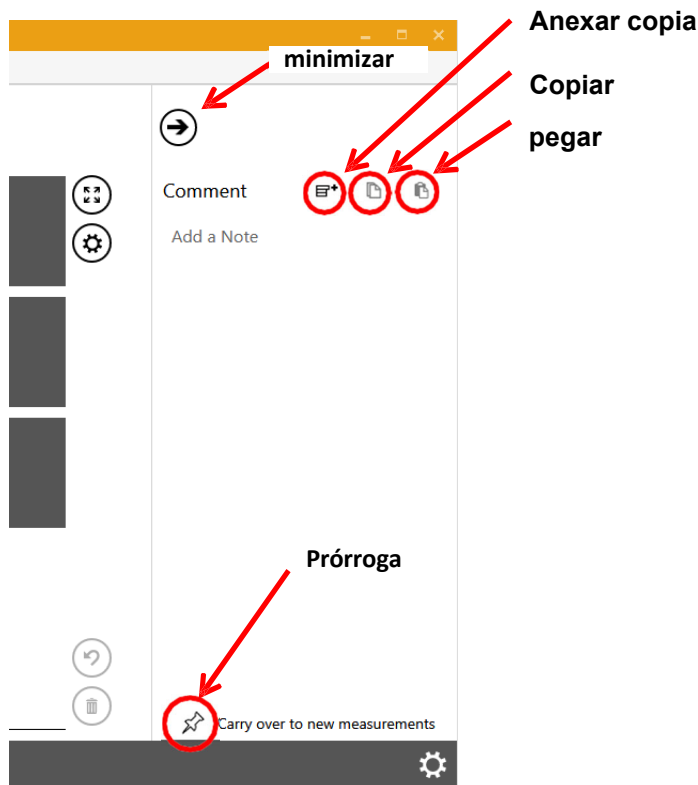 Anexar copia
minimizar
Copiar
pegar
Comment
Add a Note
Prórroga
Carry over to new measurements